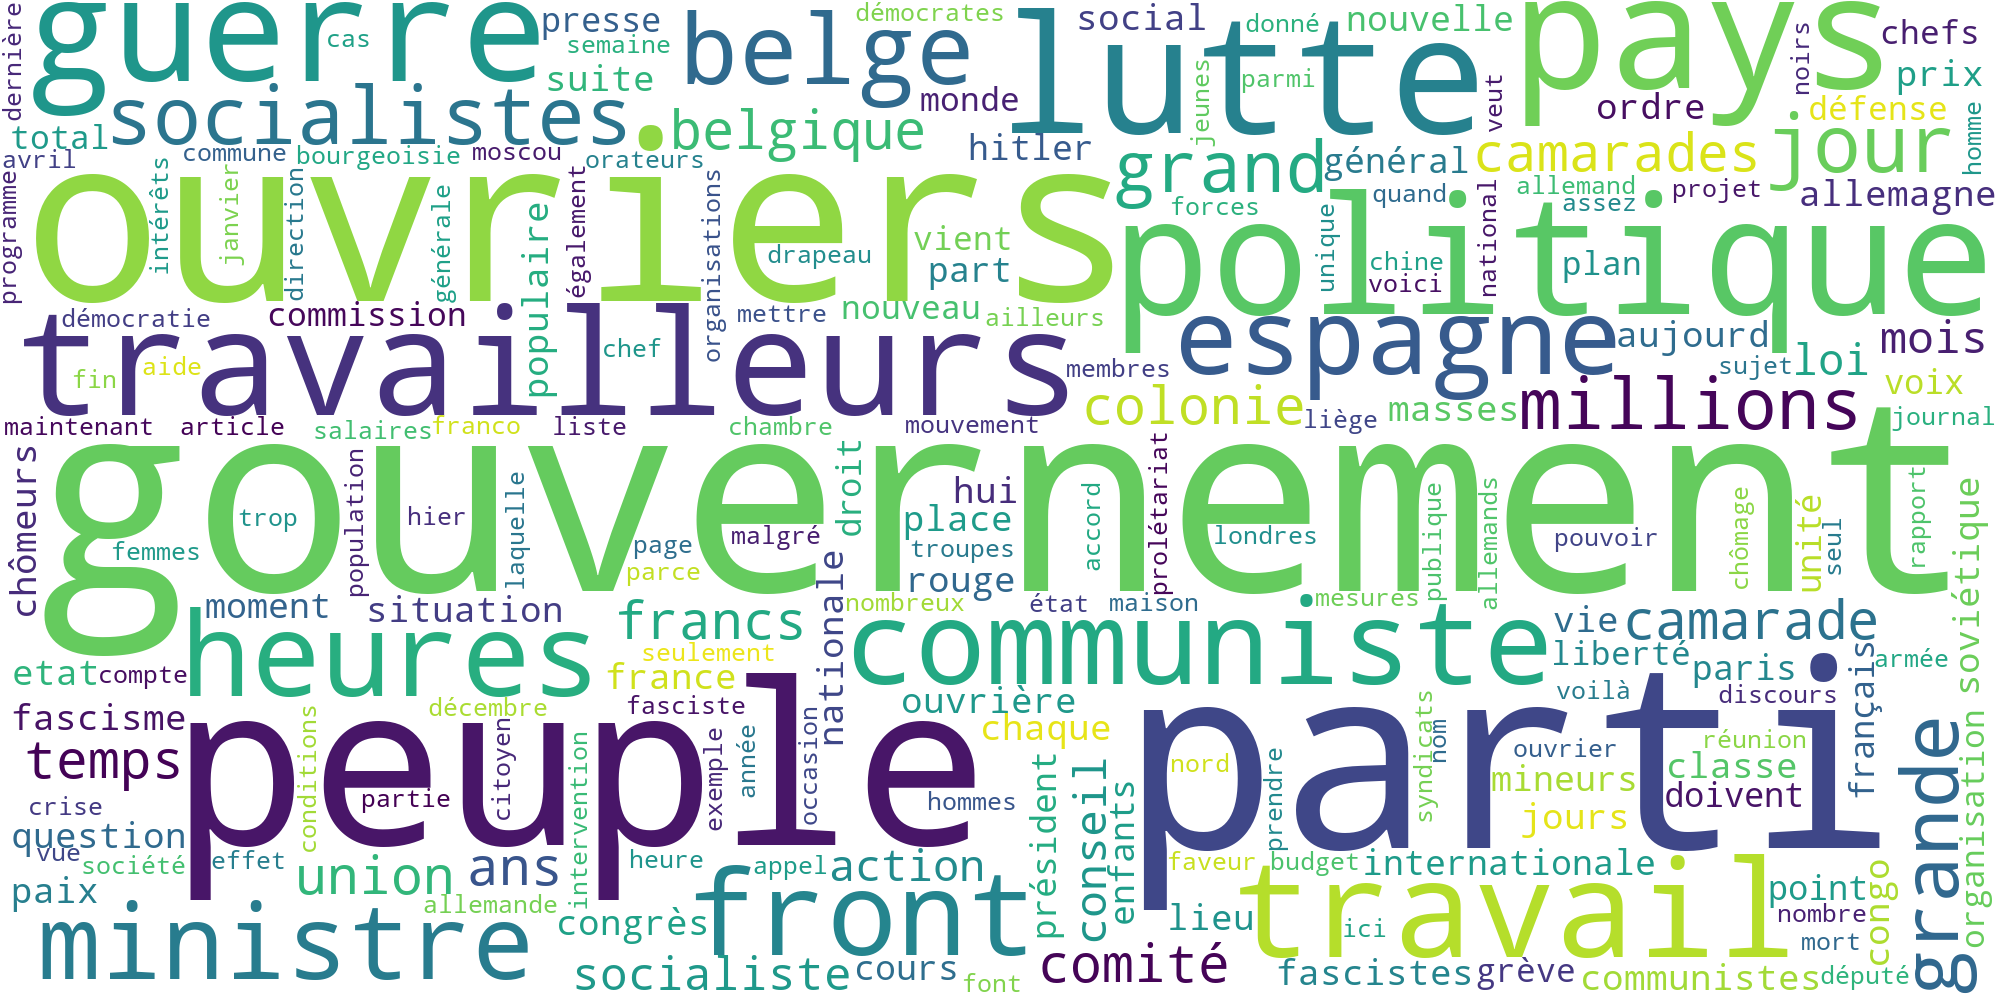 guerre
cas
presse
semaine
suite
démocrates
belge
lutte
social
donné
nouvelle
pays
chefs
dernière
socialistes
total
belgique
monde
hitler
jeunes
parmi
veut
ordre
noirs
défense
prix
jour
homme
avril
commune
bourgeoisie
moscou
orateurs
grand
général
camarades
programme
intérêts
janvier
direction
générale
ouvriers
populaire
également
organisations
drapeau
vient
part
forces
quand
allemand
assez
projet
allemagne
politique
unique
chine
voici
national
plan
démocratie
commission
mettre
nouveau
ailleurs
travailleurs
aide
fin
chef
membres
espagne
aujourd
sujet
loi
mois
voix
maintenant
article
salaires
franco
liste
chambre
mouvement
colonie
liège
masses
millions
journal
chômeurs
gouvernement
trop
femmes
population
hier
laquelle
page
parce
malgré
droit
hui
place
troupes
rouge
accord
prolétariat
londres
publique
allemands
pouvoir
chômage
unité
seul
rapport
soviétique
moment
situation
francs
nationale
nombreux
état
maison
mesures
heures
seulement
france
communiste
vie
liberté
camarade
paris
français
armée
etat
compte
fascisme
décembre
fasciste
ouvrière
chaque
voilà
discours
temps
peuple
parti
conditions
citoyen
intervention
exemple
année
occasion
partie
hommes
crise
question
vue
société
effet
président
conseil
enfants
nord
prendre
syndicats
nom
ouvrier
mineurs
jours
réunion
classe
doivent
grande
organisation
paix
union
ans
allemande
heure
appel
action
faveur
budget
internationale
point
nombre
mort
congo
ministre
congrès
front
socialiste
cours
font
comité
lieu
travail
ici
fascistes
grève
communistes
député